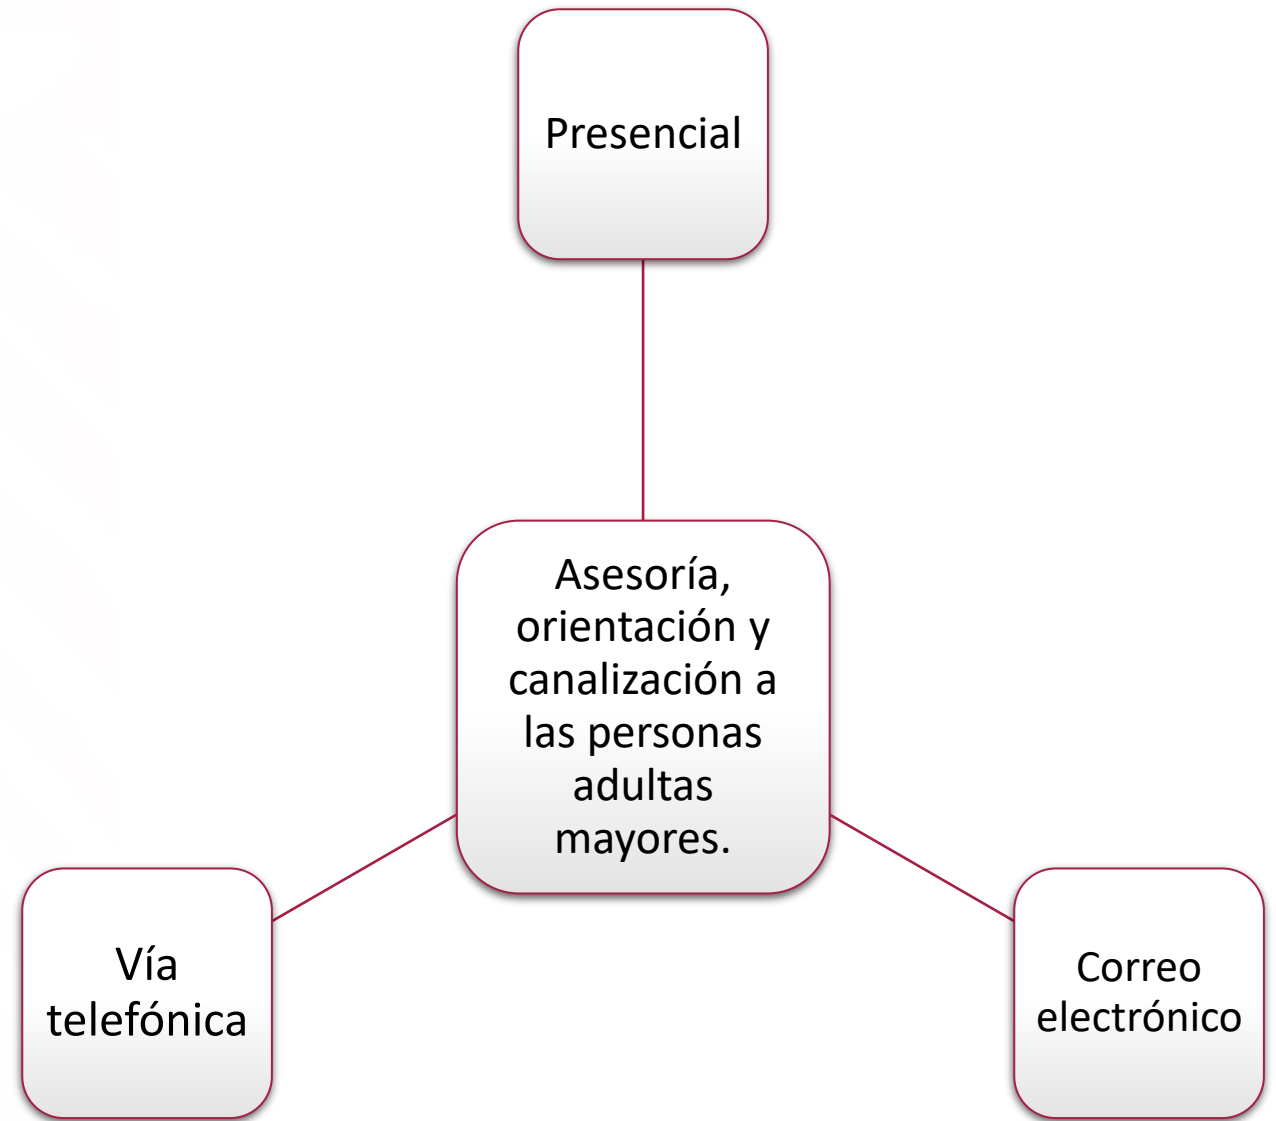 Presencial
Asesoría,
orientación y
canalización a
las personas
adultas
mayores.
Vía
telefónica
Correo
electrónico